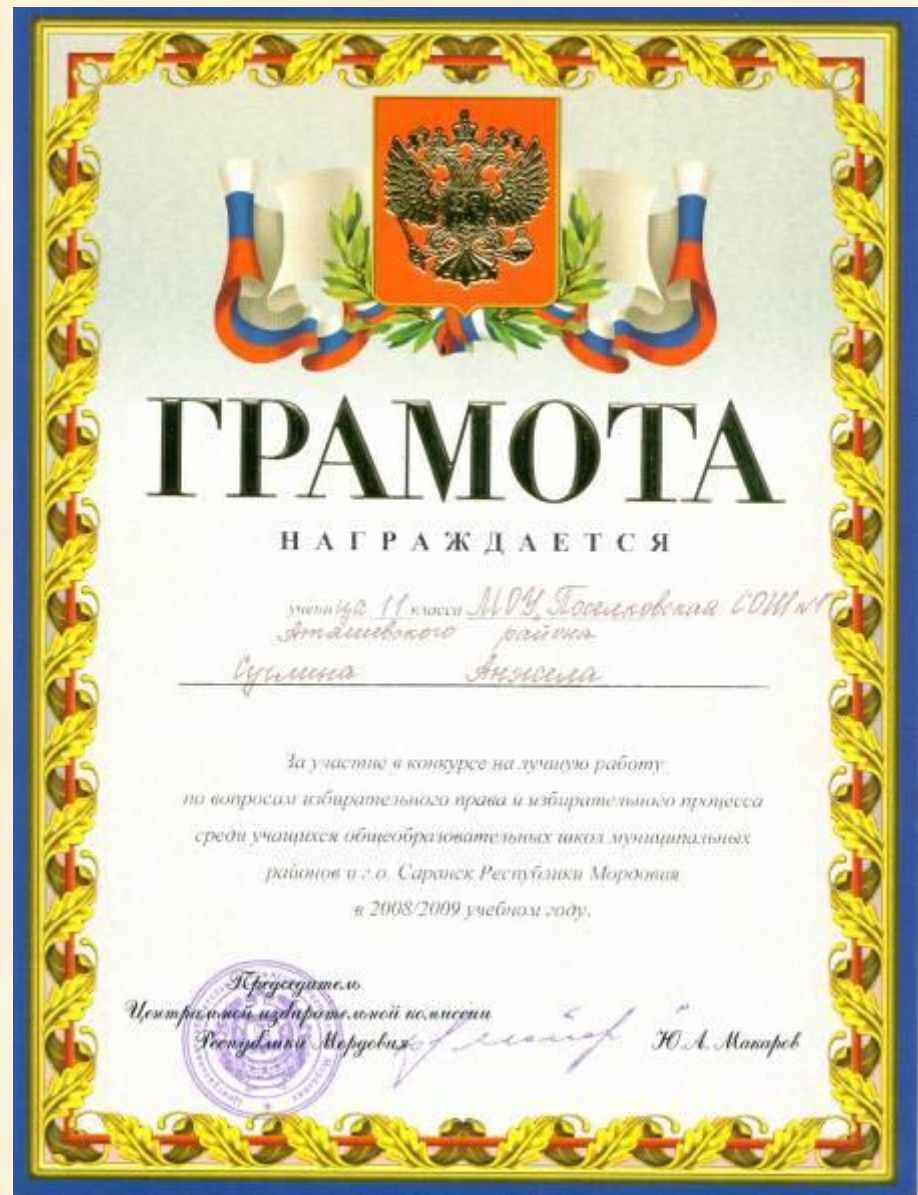 ГРАМОТА
НАГРАЖДАЕТСЯ
ученица 11 класса МОУ Поселковская СОШ №1
Атяшевского района
Анжела
За участие в конкурсе на лучшую работу
по вопросам избирательного права и избирательного процесса
среди учащихся общеобразовательных школ муниципальных
районов и г.о. Саранск Республики Мордовия
в 2008/2009 учебном году.
Председатель
Центральной избирательной комиссии
Республики Мордовия
Ю.А. Макаров